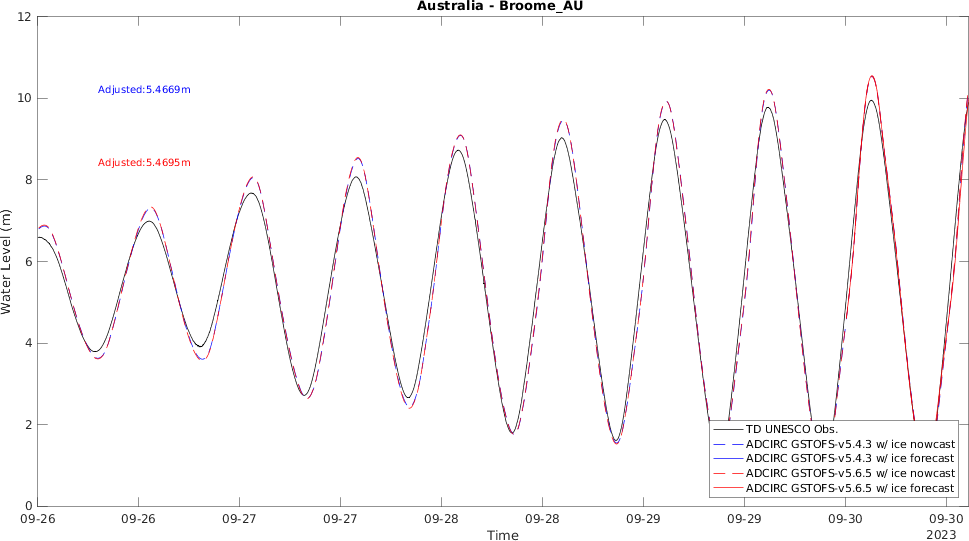 Australia - Broome_AU
12
10
8
6
4
2
0
Water Level (m)
Adjusted:5.4669m
Adjusted:5.4695m
TD UNESCO Obs.
ADCIRC GSTOFS-v5.4.3 w/ ice nowcast
ADCIRC GSTOFS-v5.4.3 w/ ice forecast
ADCIRC GSTOFS-v5.6.5 w/ ice nowcast
ADCIRC GSTOFS-v5.6.5 w/ ice forecast
09-26 09-26 09-27 09-27 09-28 09-28 09-29 09-29 09-30 09-30
2023
Time